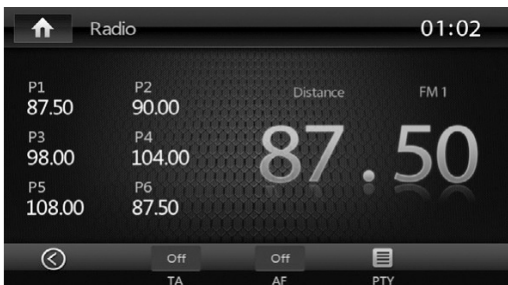 Radio 01:02
P1 P2 Distance FM 1
87.50 90.00
P3 P4
98.00 104.00
87.50
P5 P6
108.00 87.50
Off Off
TA AF PTY